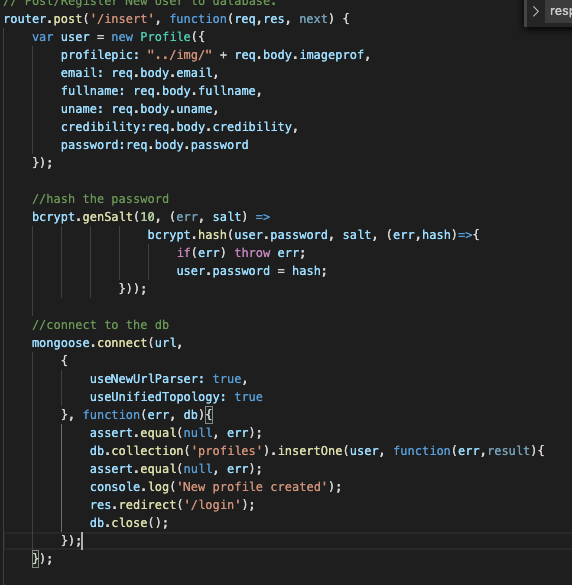 // Post/Register New User to database.
router.post('/insert', function(req,res, next) {
    var user = new Profile({
        profilepic: "../img/" + req.body.imageprof,
        email: req.body.email,
        fullname: req.body.fullname,
        uname: req.body.uname,
        credibility:req.body.credibility,
        password:req.body.password
    });

    //hash the password
    bcrypt.genSalt(10, (err, salt) =>
                    bcrypt.hash(user.password, salt, (err,hash)=>{
                        if(err) throw err;
                        user.password = hash;
                }));

    //connect to the db
    mongoose.connect(url,
        {
            useNewUrlParser: true,
            useUnifiedTopology: true
        }, function(err, db){
            assert.equal(null, err);
            db.collection('profiles').insertOne(user, function(err,result){
            assert.equal(null, err);
            console.log('New profile created');
            res.redirect('/login');
            db.close();
        });
    });
> resp